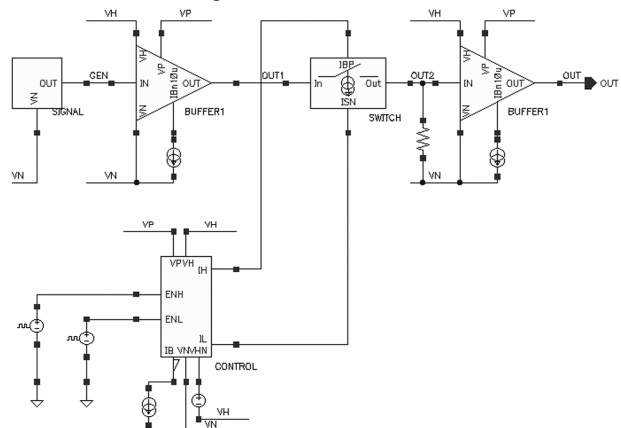 VH VP VH VP
VH VP IBn10u VN IBP VH VP IBn10u VN
OUT GEN IN OUT OUT1 In Out OUT2 IN OUT OUT OUT
VN ISN
SIGNAL BUFFER1 SWITCH BUFFER1
VN VN VN
VP VH
VPVH IH
ENH
ENL
IL
IB VNVHN
CONTROL
VH
VN